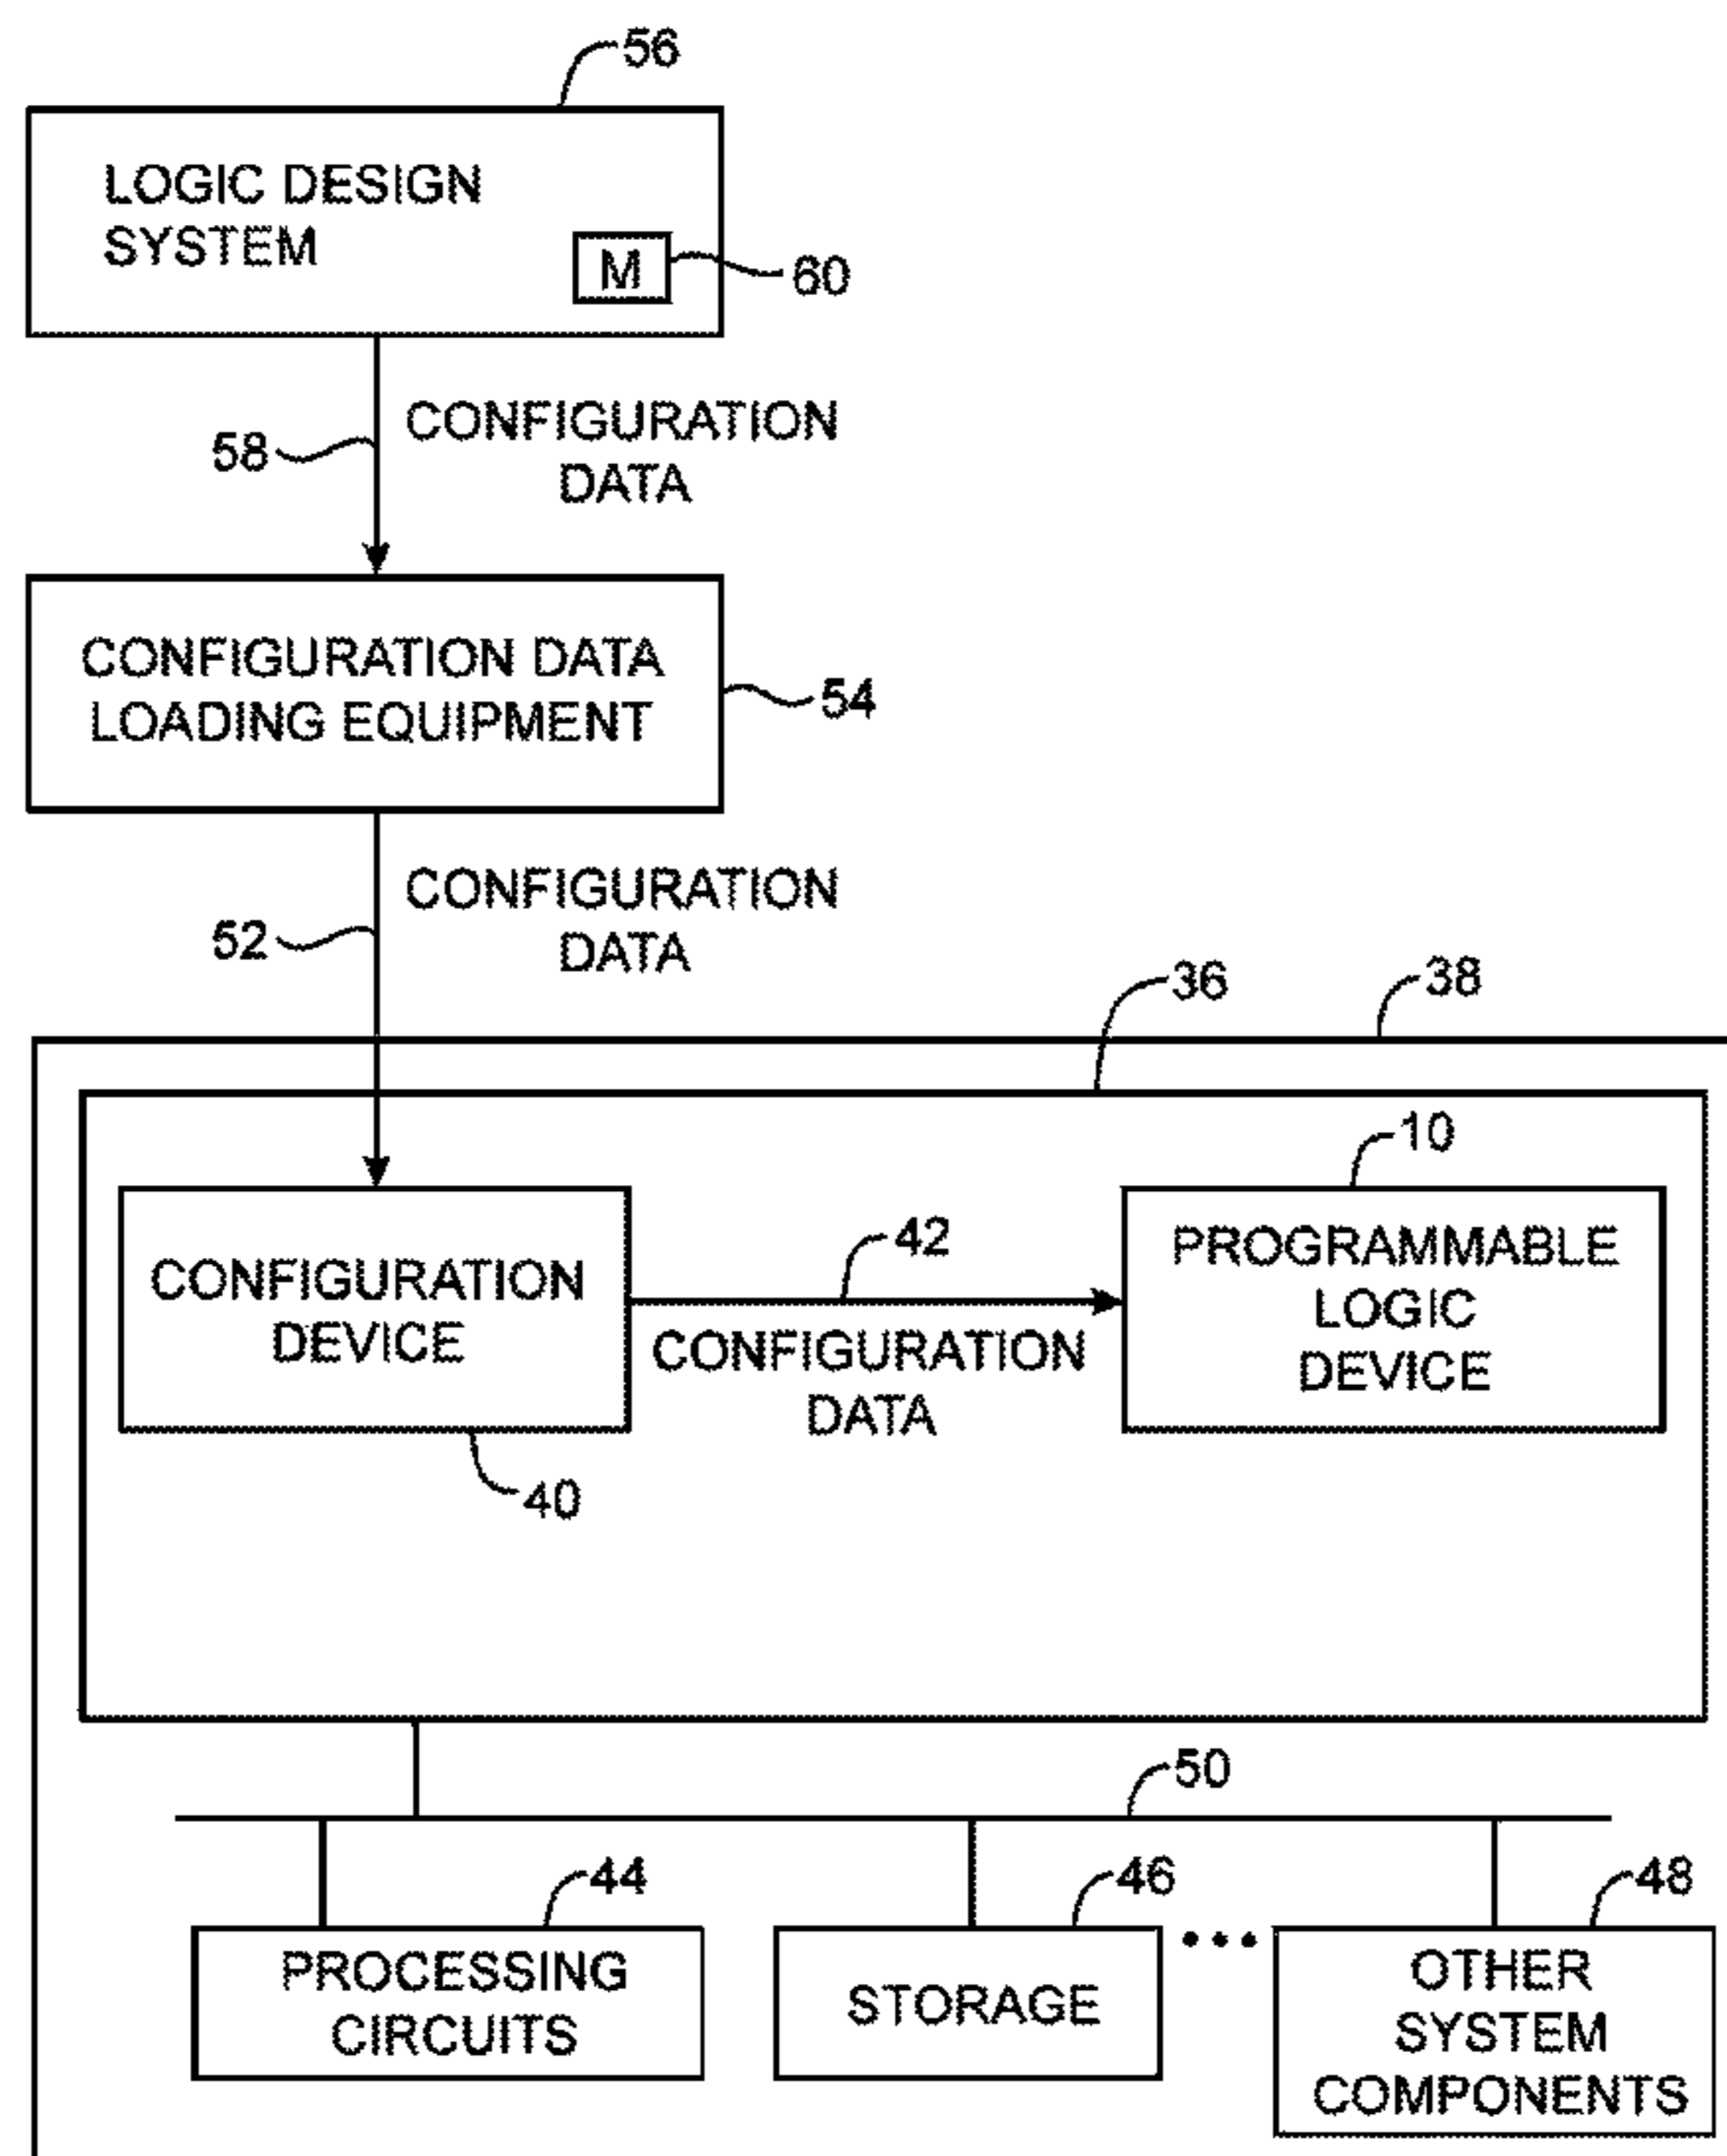 56
LOGIC DESIGN
SYSTEM
M
60
58
CONFIGURATION
DATA
CONFIGURATION DATA
LOADING EQUIPMENT
54
52
CONFIGURATION
DATA
36
38
10
CONFIGURATION
DEVICE
40
42
CONFIGURATION
DATA
PROGRAMMABLE
LOGIC
DEVICE
50
44
46
48
PROCESSING
CIRCUITS
STORAGE
•••
OTHER
SYSTEM
COMPONENTS